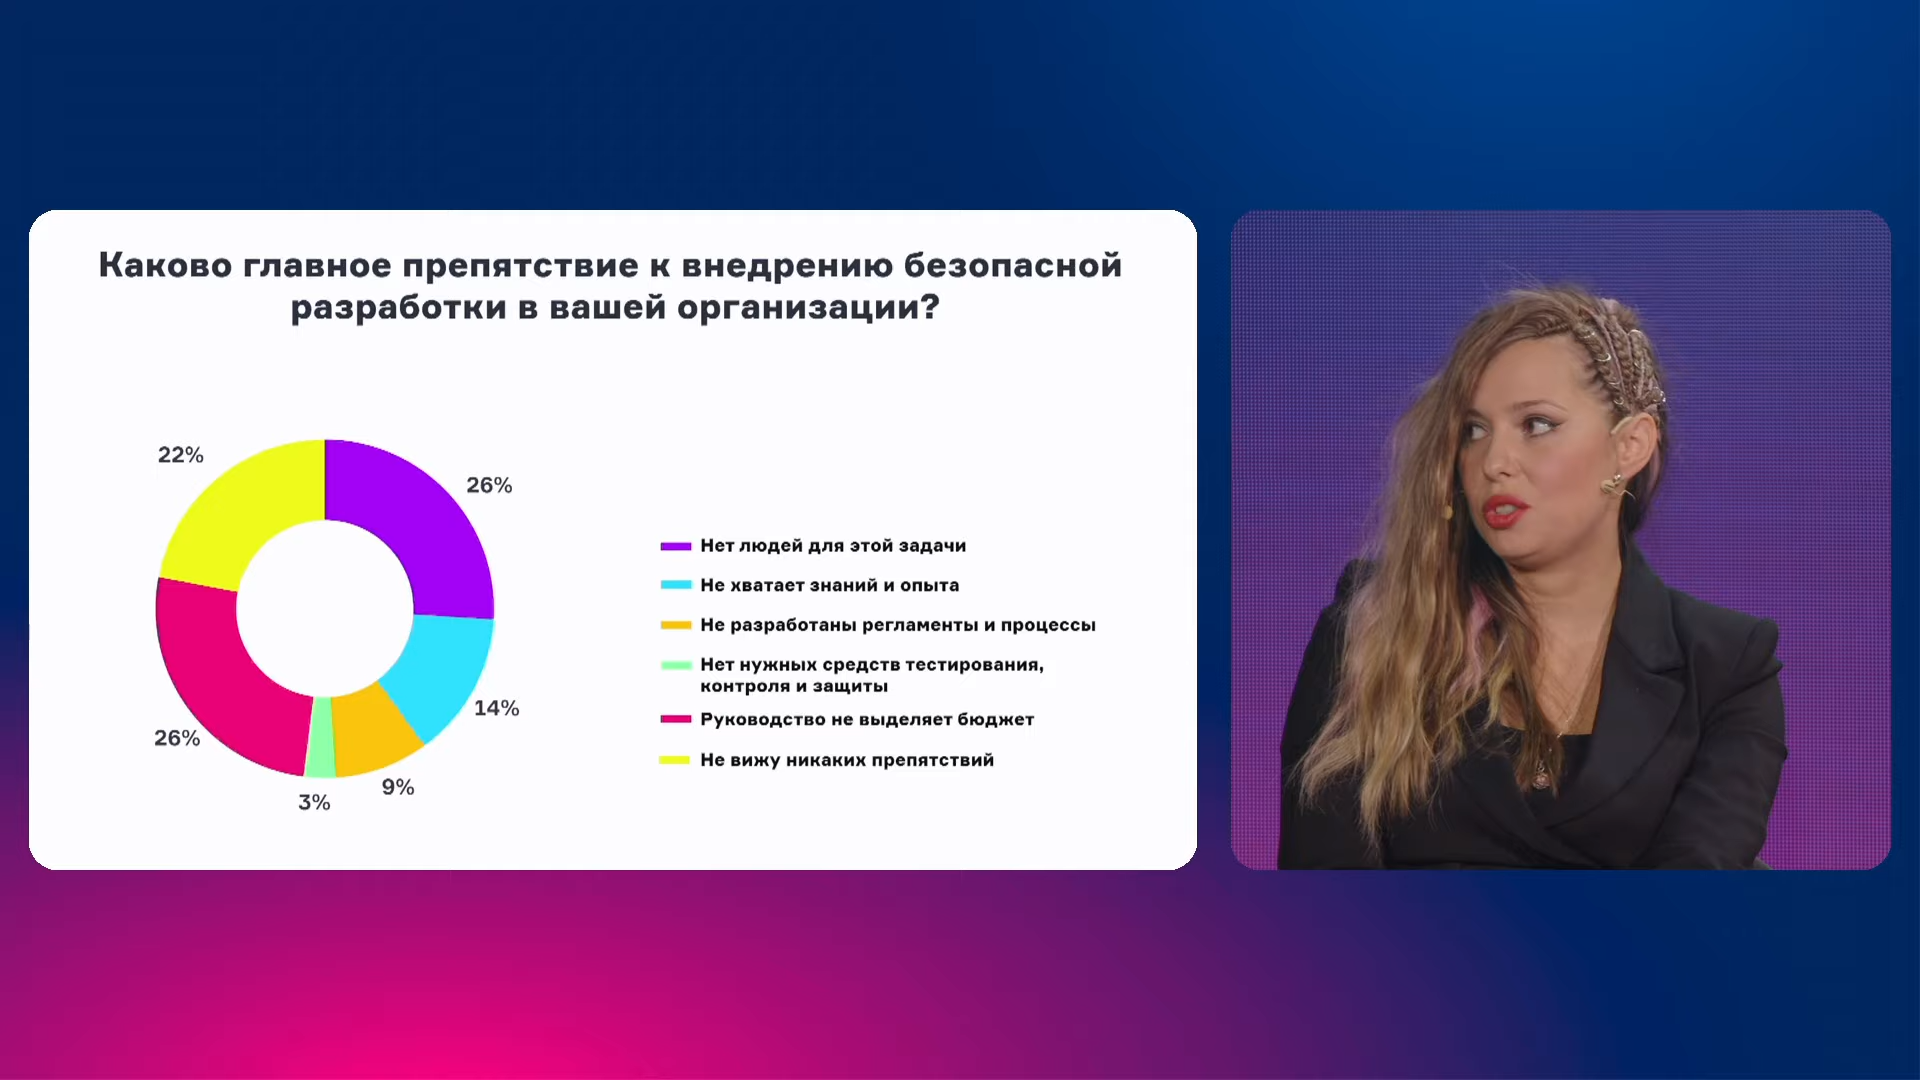 Каково главное препятствие к внедрению безопасной
разработки в вашей организации?
22%
26%
14%
9%
3%
26%
Нет людей для этой задачи
Не хватает знаний и опыта
Не разработаны регламенты и процессы
Нет нужных средств тестирования,
контроля и защиты
Руководство не выделяет бюджет
Не вижу никаких препятствий